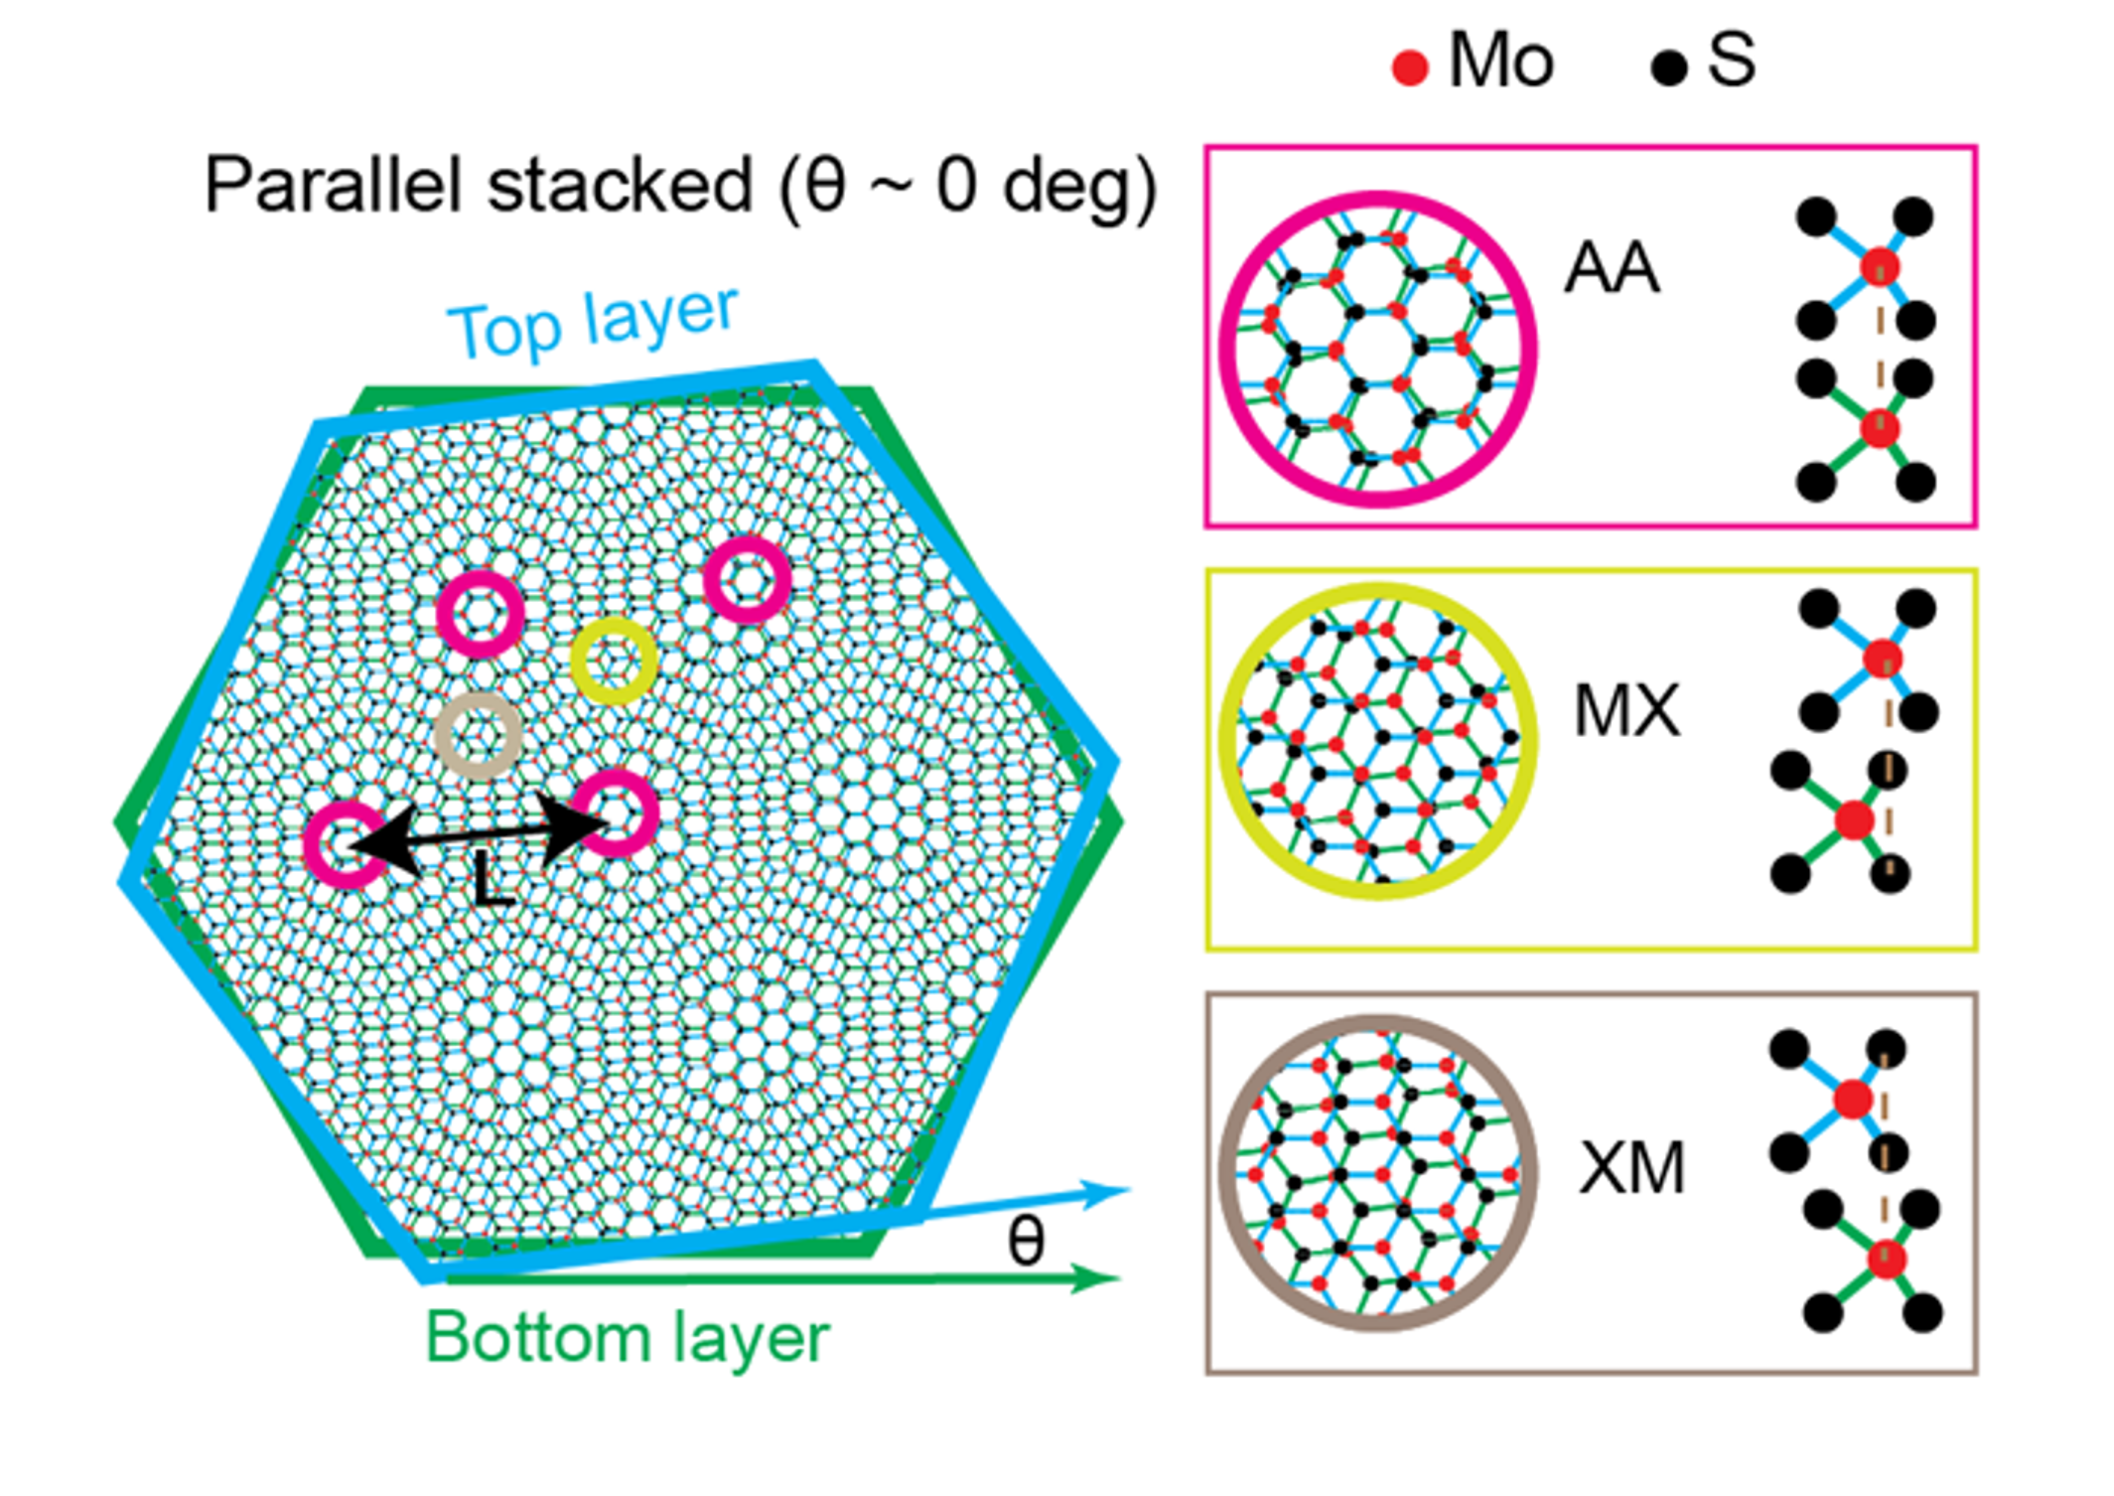 Mo
S
Parallel stacked (θ ~ 0 deg)
Top layer
AA
MX
L
XM
θ
Bottom layer